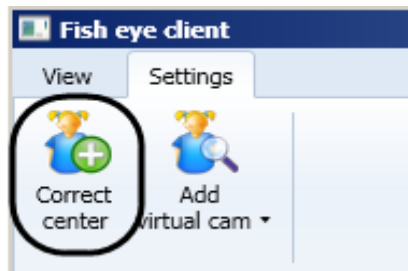 Fish eye client
View Settings
Correct Add
center virtual cam